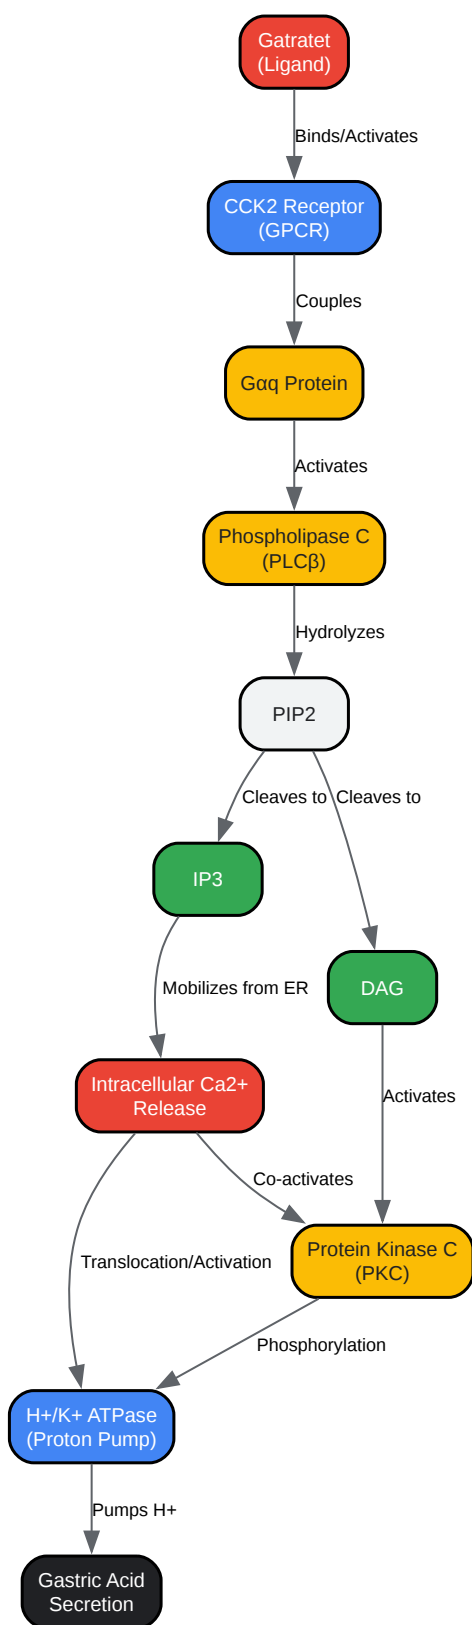 Gatratet
(Ligand)
Binds/Activates
CCK2 Receptor
(GPCR)
Couples
Gαq Protein
Activates
Phospholipase C
(PLCβ)
Hydrolyzes
PIP2
Cleaves to
Cleaves to
IP3
DAG
Mobilizes from ER
Intracellular Ca2+
Release
Activates
Co-activates
Protein Kinase C
(PKC)
Translocation/Activation
Phosphorylation
H+/K+ ATPase
(Proton Pump)
Pumps H+
Gastric Acid
Secretion